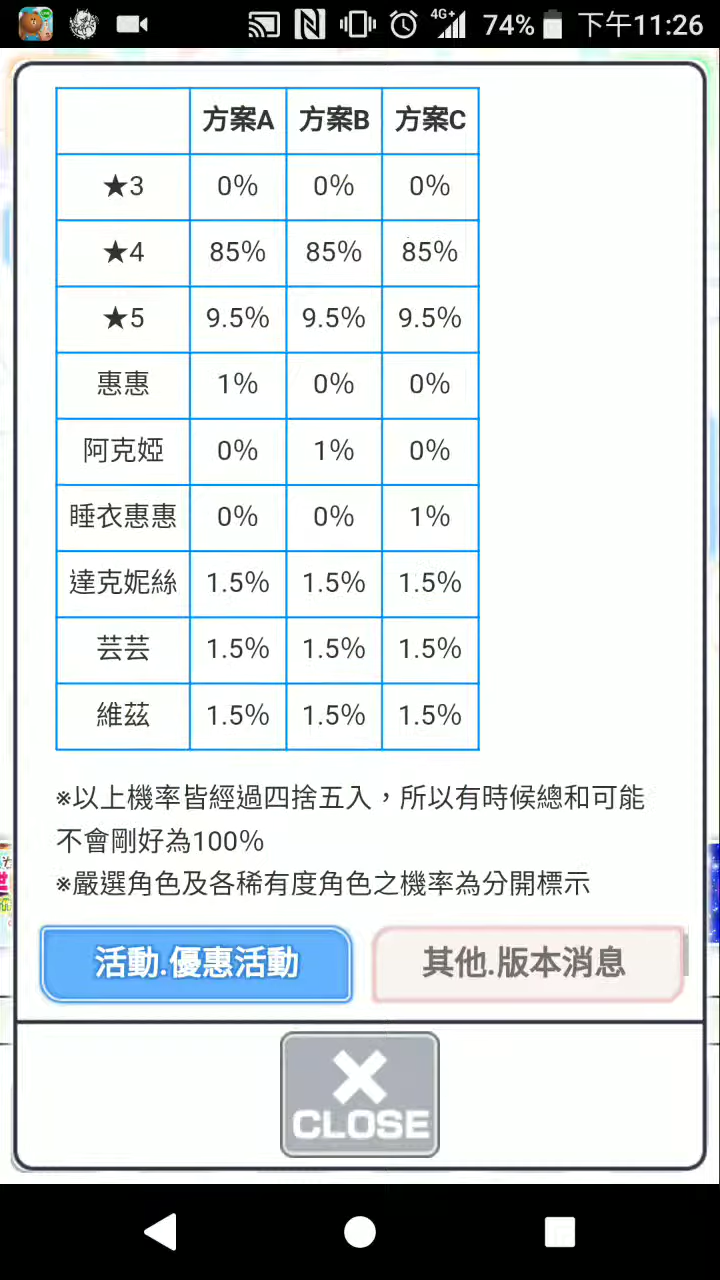 4G+ 74% 下午11:26
方案A 方案B 方案C
★3 0% 0% 0%
★4 85% 85% 85%
★5 9.5% 9.5% 9.5%
惠惠 1% 0% 0%
阿克婭 0% 1% 0%
睡衣惠惠 0% 0% 1%
達克妮絲 1.5% 1.5% 1.5%
芸芸 1.5% 1.5% 1.5%
維茲 1.5% 1.5% 1.5%
※以上機率皆經過四捨五入，所以有時候總和可能
不會剛好為100%
※嚴選角色及各稀有度角色之機率為分開標示
活動.優惠活動 其他.版本消息
CLOSE